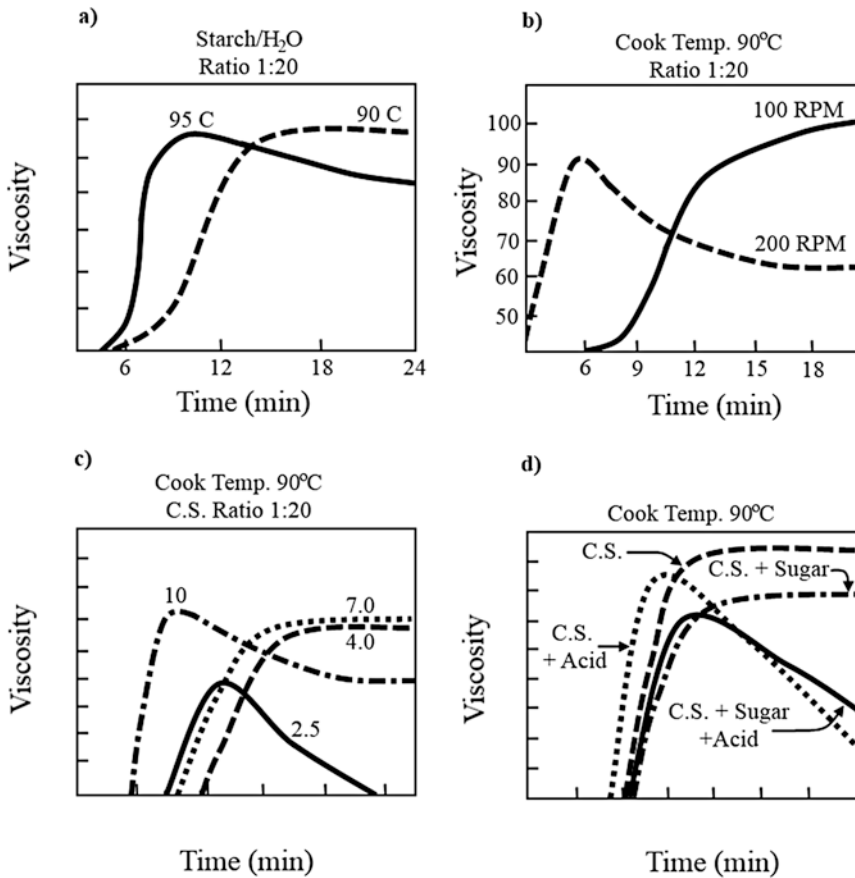 a)
Starch/H₂O
Ratio 1:20
95 C
90 C
Viscosity
6
12
18
24
Time (min)
b)
Cook Temp. 90ºC
Ratio 1:20
100 RPM
100
90
80
70
60
50
200 RPM
Viscosity
6
9
12
15
18
Time (min)
c)
Cook Temp. 90ºC
C.S. Ratio 1:20
10
7.0
4.0
2.5
Viscosity
Time (min)
d)
Cook Temp. 90ºC
C.S.
C.S. + Sugar
C.S.
+ Acid
C.S. + Sugar
+Acid
Viscosity
Time (min)